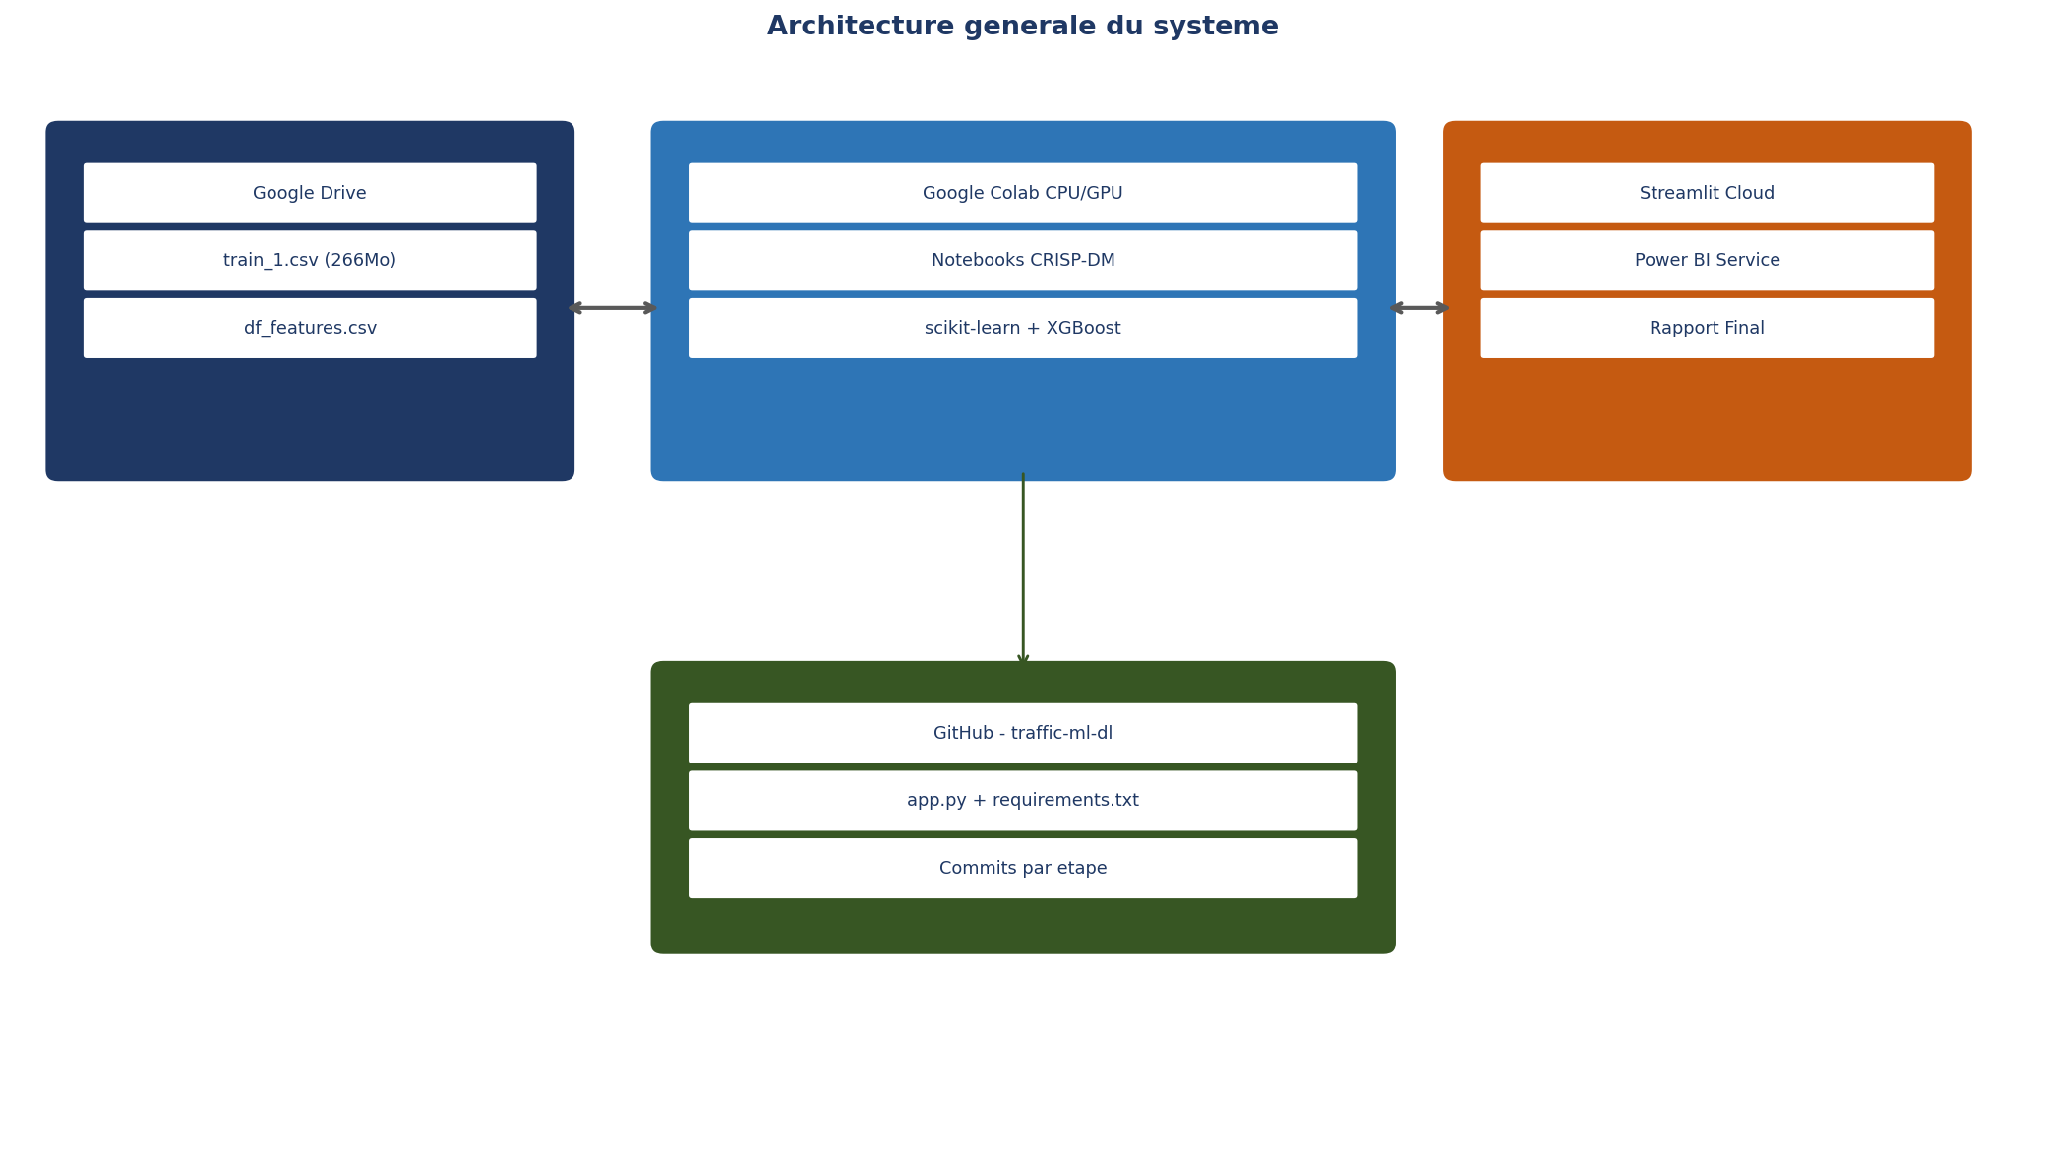 Architecture generale du systeme
Google Drive
train_1.csv (266Mo)
df_features.csv
Google Colab CPU/GPU
Notebooks CRISP-DM
scikit-learn + XGBoost
Streamlit Cloud
Power BI Service
Rapport Final
GitHub - traffic-ml-dl
app.py + requirements.txt
Commits par etape